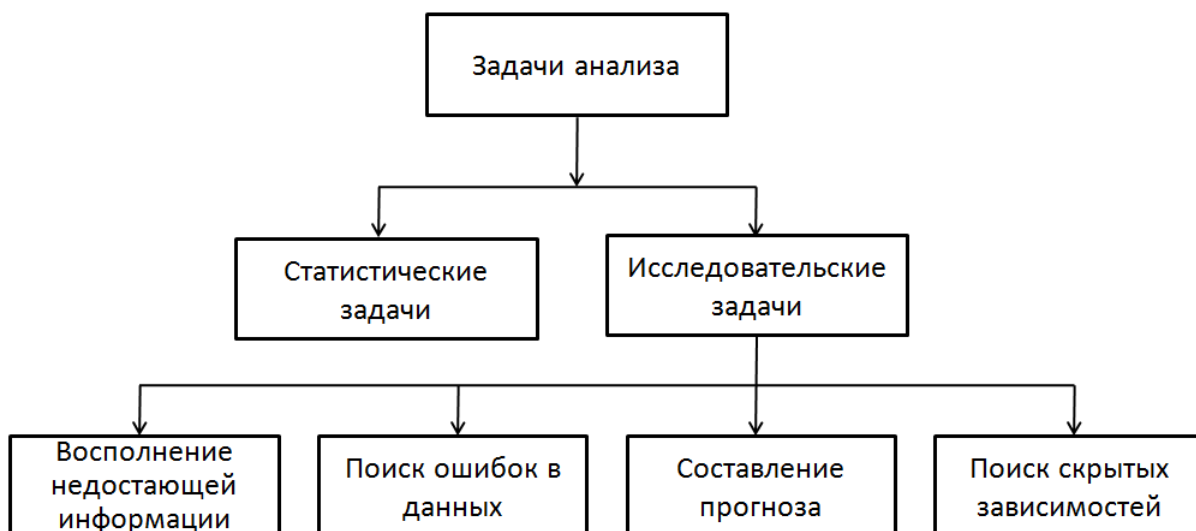 Задачи анализа
Статистические
задачи
Исследовательские
задачи
Восполнение
недостающей
информации
Поиск ошибок в
данных
Составление
прогноза
Поиск скрытых
зависимостей